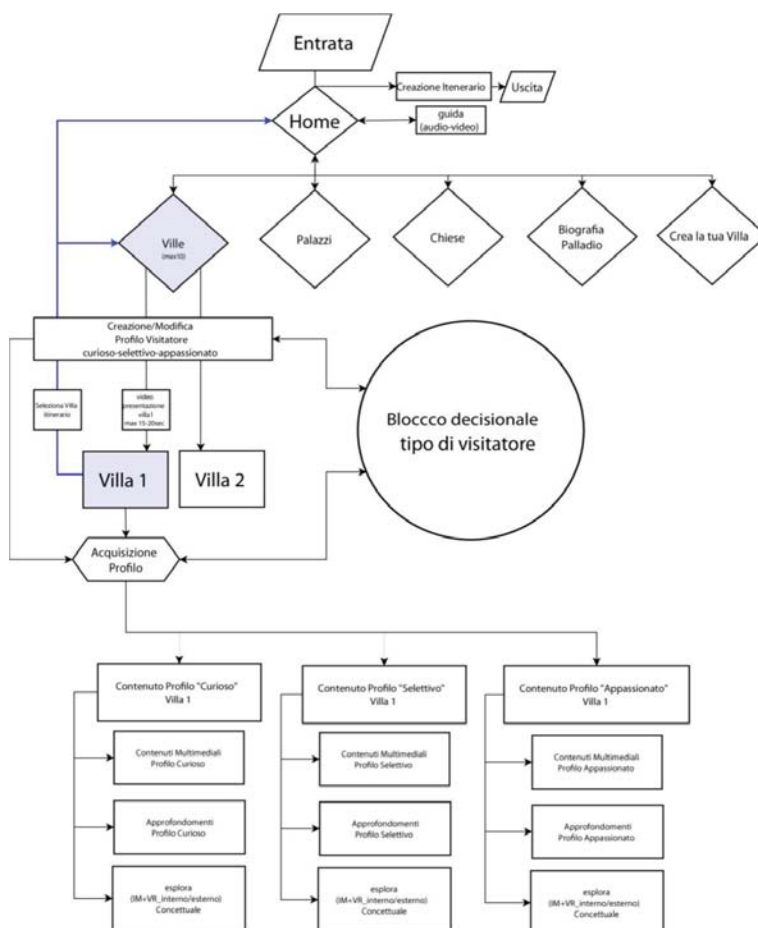 Entrata
Creazione Itenerario
Uscita
Home
guida
(audio-video)
Ville
(max10)
Palazzi
Chiese
Biografia
Palladio
Crea la tua Villa
Creazione/Modifica
Profilo Visitatore
curioso-selettivo-appassionato
Bloccco decisionale
tipo di visitatore
Seleziona Villa
Itinerario
video
presentazione
villa1
max 15-20sec
Villa 1
Villa 2
Acquisizione
Profilo
Contenuto Profilo "Curioso"
Villa 1
Contenuto Profilo "Selettivo"
Villa 1
Contenuto Profilo "Appassionato"
Villa 1
Contenuti Multimediali
Profilo Curioso
Contenuti Multimediali
Profilo Selettivo
Contenuti Multimediali
Profilo Appassionato
Approfondomenti
Profilo Curioso
Approfondomenti
Profilo Selettivo
Approfondomenti
Profilo Appassionato
esplora
(IM+VR_interno/esterno)
Concettuale
esplora
(IM+VR_interno/esterno)
Concettuale
esplora
(IM+VR_interno/esterno)
Concettuale